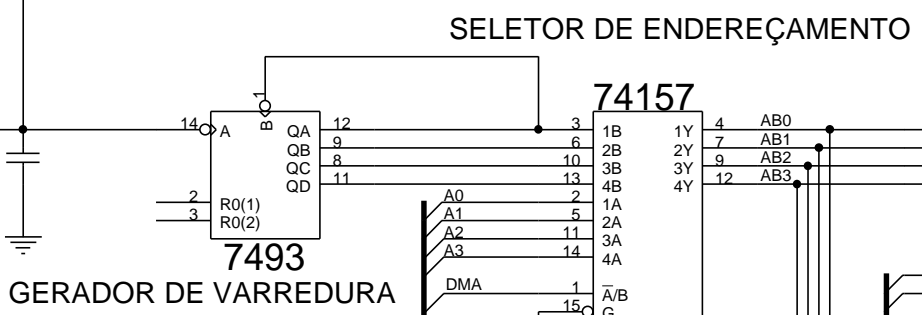 SELETOR DE ENDEREÇAMENTO
74157
1
14 A B QA 12 3 1B 1Y 4 AB0
QB 9 6 2B 2Y 7 AB1
QC 8 10 3B 3Y 9 AB2
QD 11 13 4B 4Y 12 AB3
2 R0(1) A0 2 1A
3 R0(2) A1 5 2A
A2 11 3A
A3 14 4A
7493
GERADOR DE VARREDURA
DMA 1 A/B
15 G